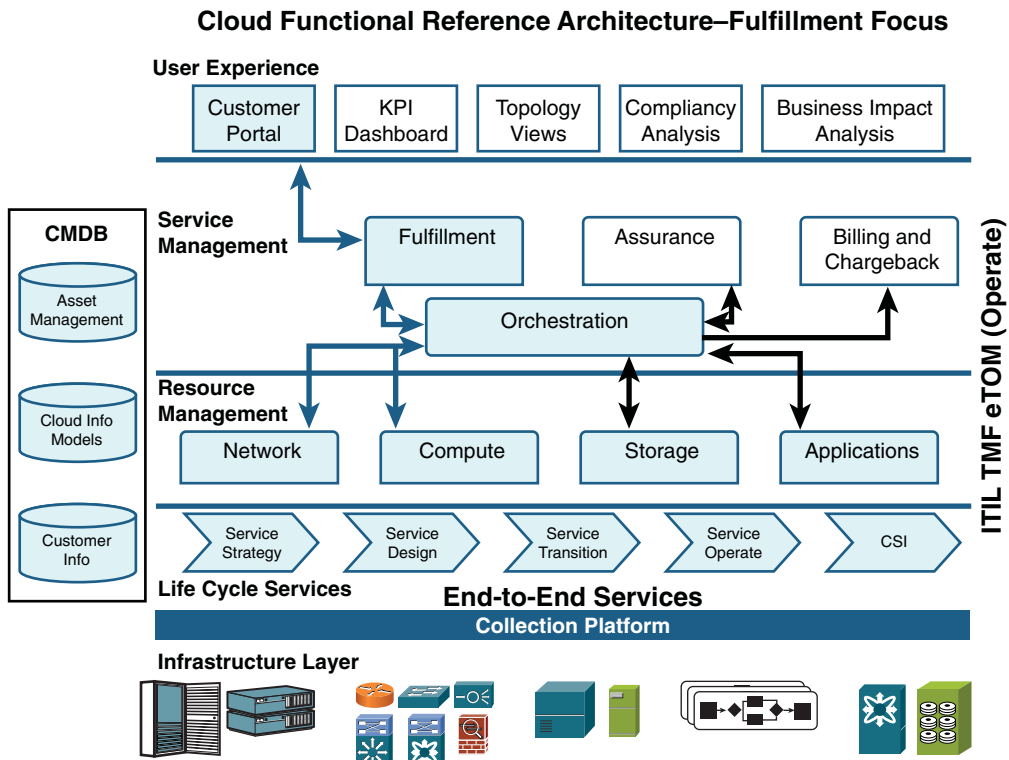 Cloud Functional Reference Architecture–Fulfillment Focus
User Experience
Customer
Portal
KPI
Dashboard
Topology
Views
Compliancy
Analysis
Business Impact
Analysis
CMDB
Asset
Management
Cloud Info
Models
Customer
Info
Service
Management
Fulfillment
Assurance
Billing and
Chargeback
Orchestration
Resource
Management
Network
Compute
Storage
Applications
Service
Strategy
Service
Design
Service
Transition
Service
Operate
CSI
Life Cycle Services
End-to-End Services
Collection Platform
Infrastructure Layer
ITIL TMF eTOM (Operate)